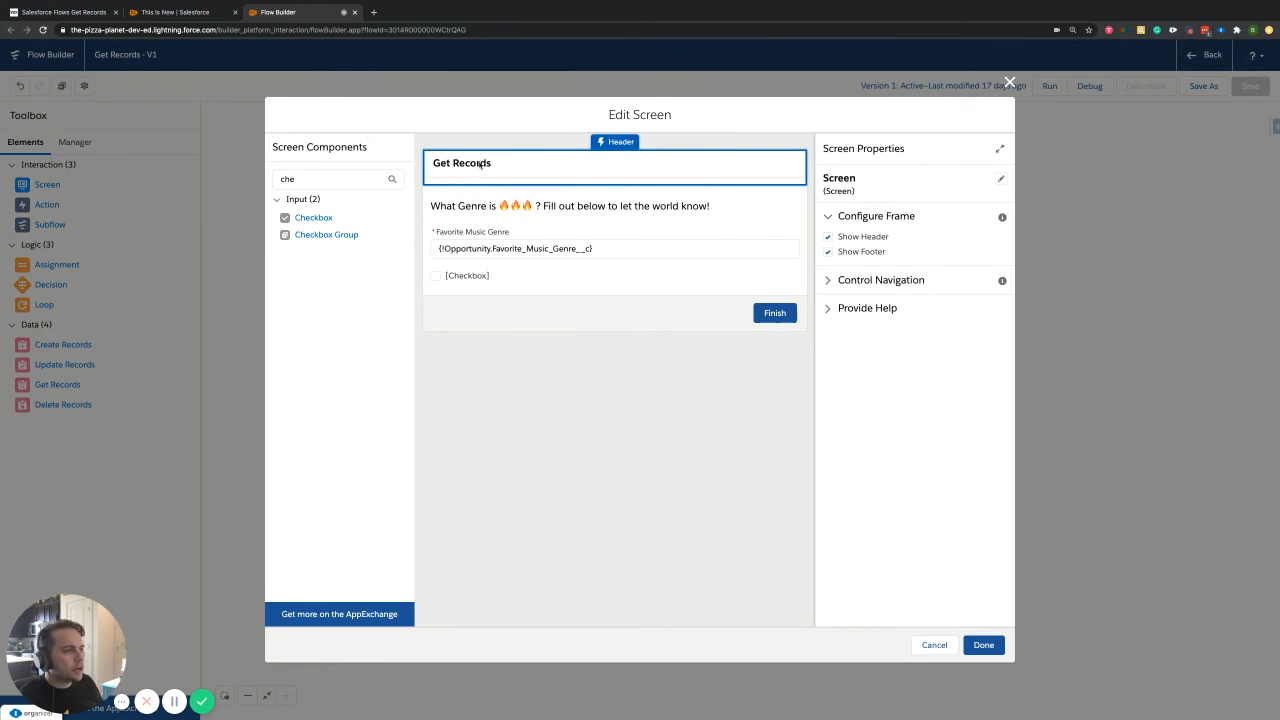 Salesforce Flows Get Records
This Is New | Salesforce
Flow Builder
the-pizza-planet-dev-ed.lightning.force.com/builder_platform_interaction/flowBuilder.app?flowId=3014R000000WCtrQAG
Flow Builder
Get Records - V1
Back
?
Version 1: Active—Last modified 17 days ago
Run
Debug
Deactivate
Save As
Save
Toolbox
Elements
Manager
Interaction (3)
Screen
Action
Subflow
Logic (3)
Assignment
Decision
Loop
Data (4)
Create Records
Update Records
Get Records
Delete Records
Edit Screen
Screen Components
che
Input (2)
Checkbox
Checkbox Group
Get more on the AppExchange
Header
Get Records
What Genre is 🔥🔥🔥 ? Fill out below to let the world know!
* Favorite Music Genre
{!Opportunity.Favorite_Music_Genre__c}
[Checkbox]
Finish
Screen Properties
Screen
(Screen)
Configure Frame
Show Header
Show Footer
Control Navigation
Provide Help
Cancel
Done
organizer